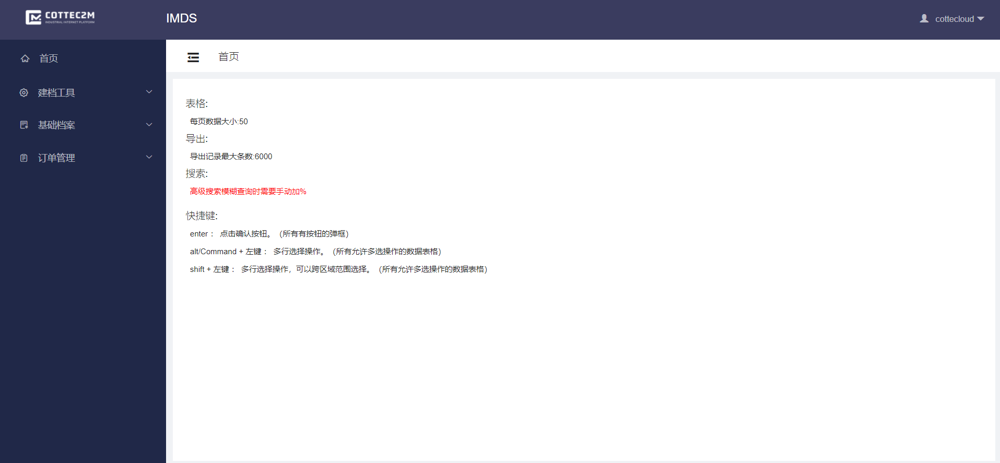 COTTEC2M
INDUSTRIAL INTERNET PLATFORM
IMDS
cottecloud
首页
建档工具
基础档案
订单管理
首页
表格:
每页数据大小:50
导出:
导出记录最大条数:6000
搜索:
高级搜索模糊查询时需要手动加%
快捷键:
enter： 点击确认按钮。（所有有按钮的弹框）
alt/Command + 左键： 多行选择操作。（所有允许多选操作的数据表格）
shift + 左键： 多行选择操作，可以跨区域范围选择。（所有允许多选操作的数据表格）